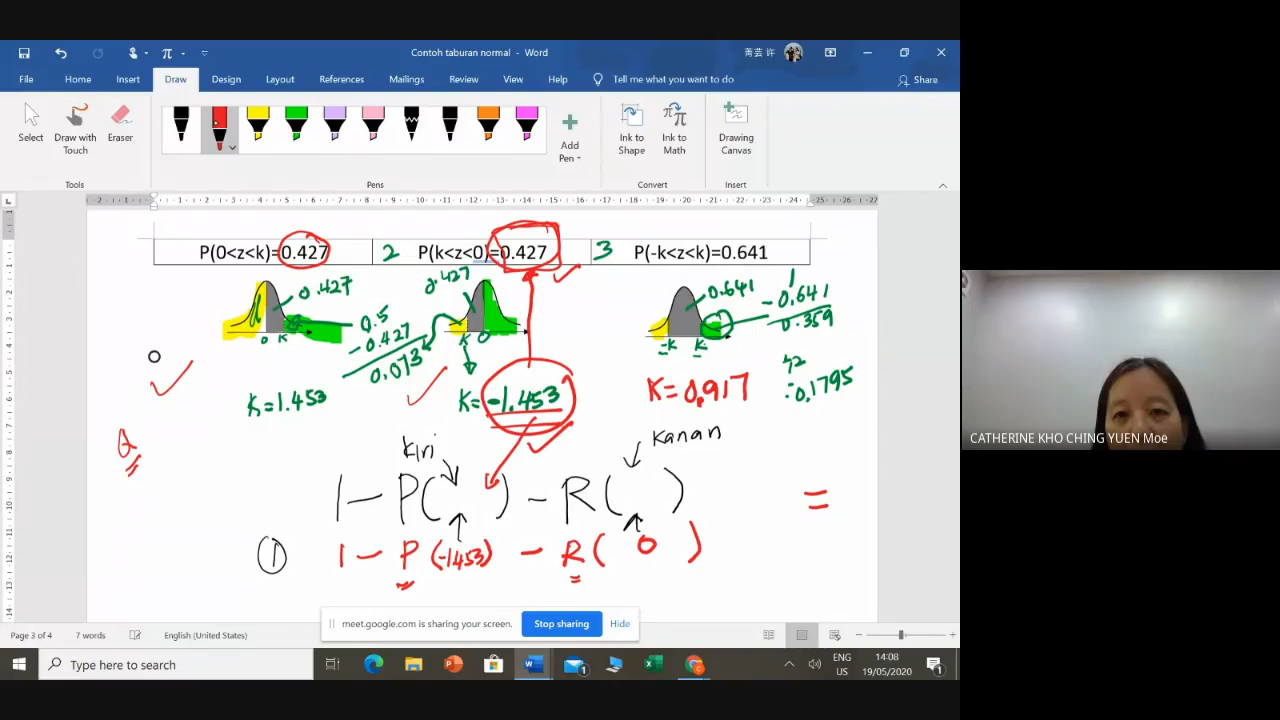 Contoh taburan normal - Word
菁芸 许
File Home Insert Draw Design Layout References Mailings Review View Help Tell me what you want to do Share
Select Draw with Touch Eraser Add Pen Ink to Shape Ink to Math Drawing Canvas
Tools Pens Convert Insert
P(0<z<k)=0.427 2 P(k<z<0)=0.427 3 P(-k<z<k)=0.641
0.427 0.427 0.641
1
- 0.641
0.359
0.5
- 0.427
0.073
0 K K 0 -K K
÷2
= 0.1795
K=1.453 K= -1.453 K= 0.917
Q
Kiri Kanan
1 - P( ) - R( ) =
① 1 - P (-1.453) - R( 0 )
CATHERINE KHO CHING YUEN Moe
meet.google.com is sharing your screen. Stop sharing Hide
Page 3 of 4 7 words English (United States)
Type here to search
ENG
US
14:08
19/05/2020